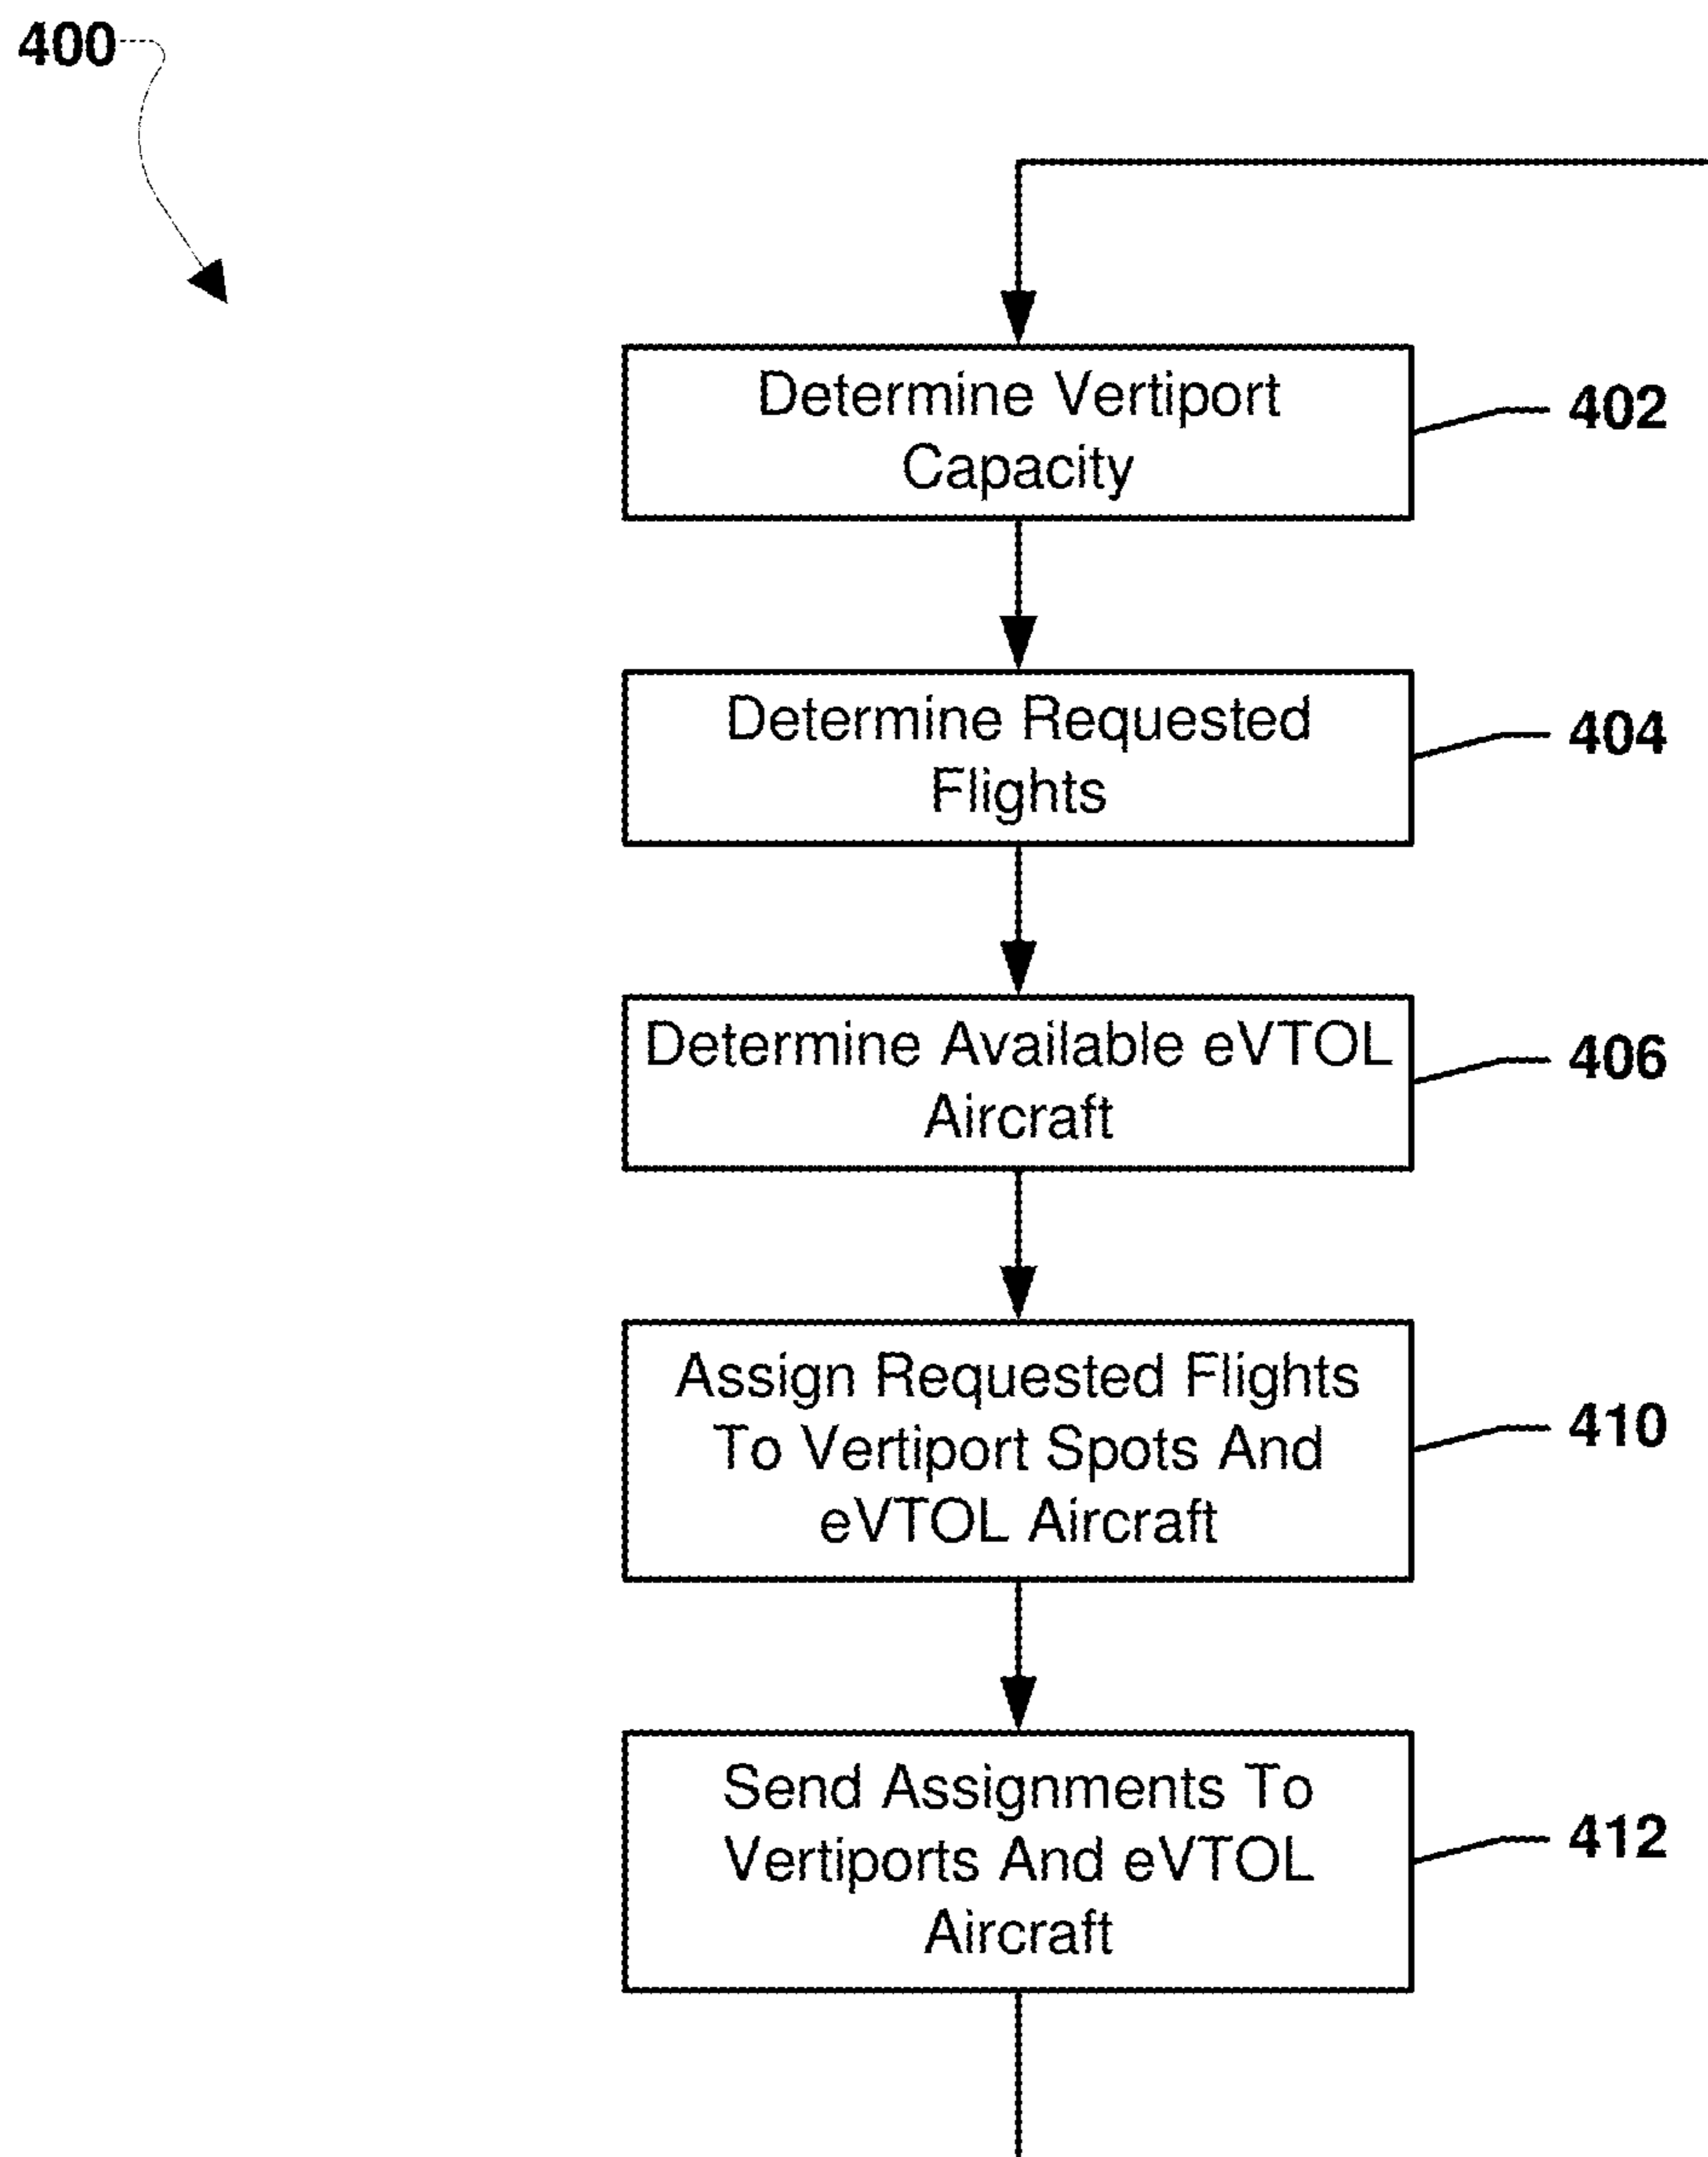 400
Determine Vertiport
Capacity
402
Determine Requested
Flights
404
Determine Available eVTOL
Aircraft
406
Assign Requested Flights
To Vertiport Spots And
eVTOL Aircraft
410
Send Assignments To
Vertiports And eVTOL
Aircraft
412